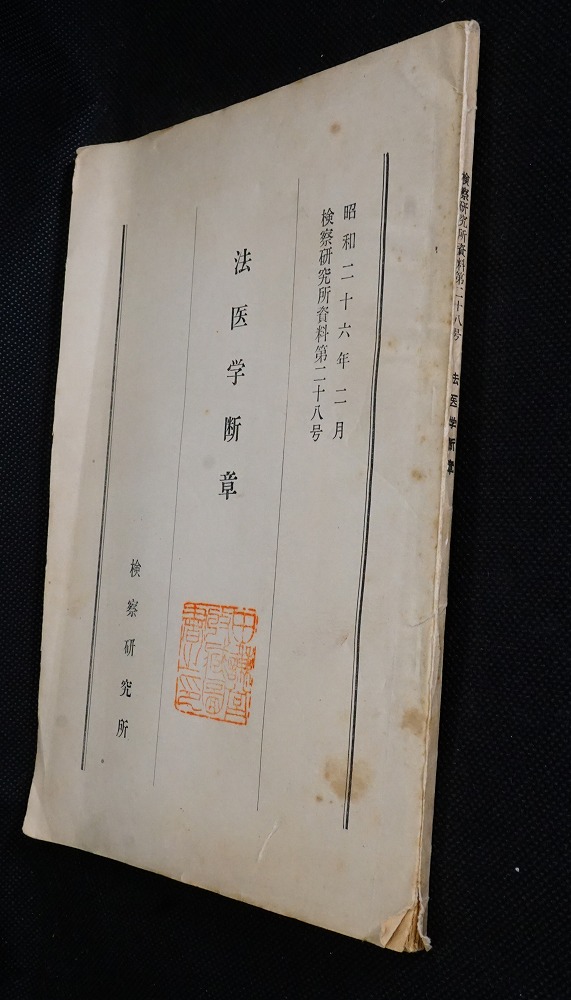 昭和二十六年二月
検察研究所資料第二十八号
法医学断章
検察研究所
検察研究所資料第二十八号 法医学断章